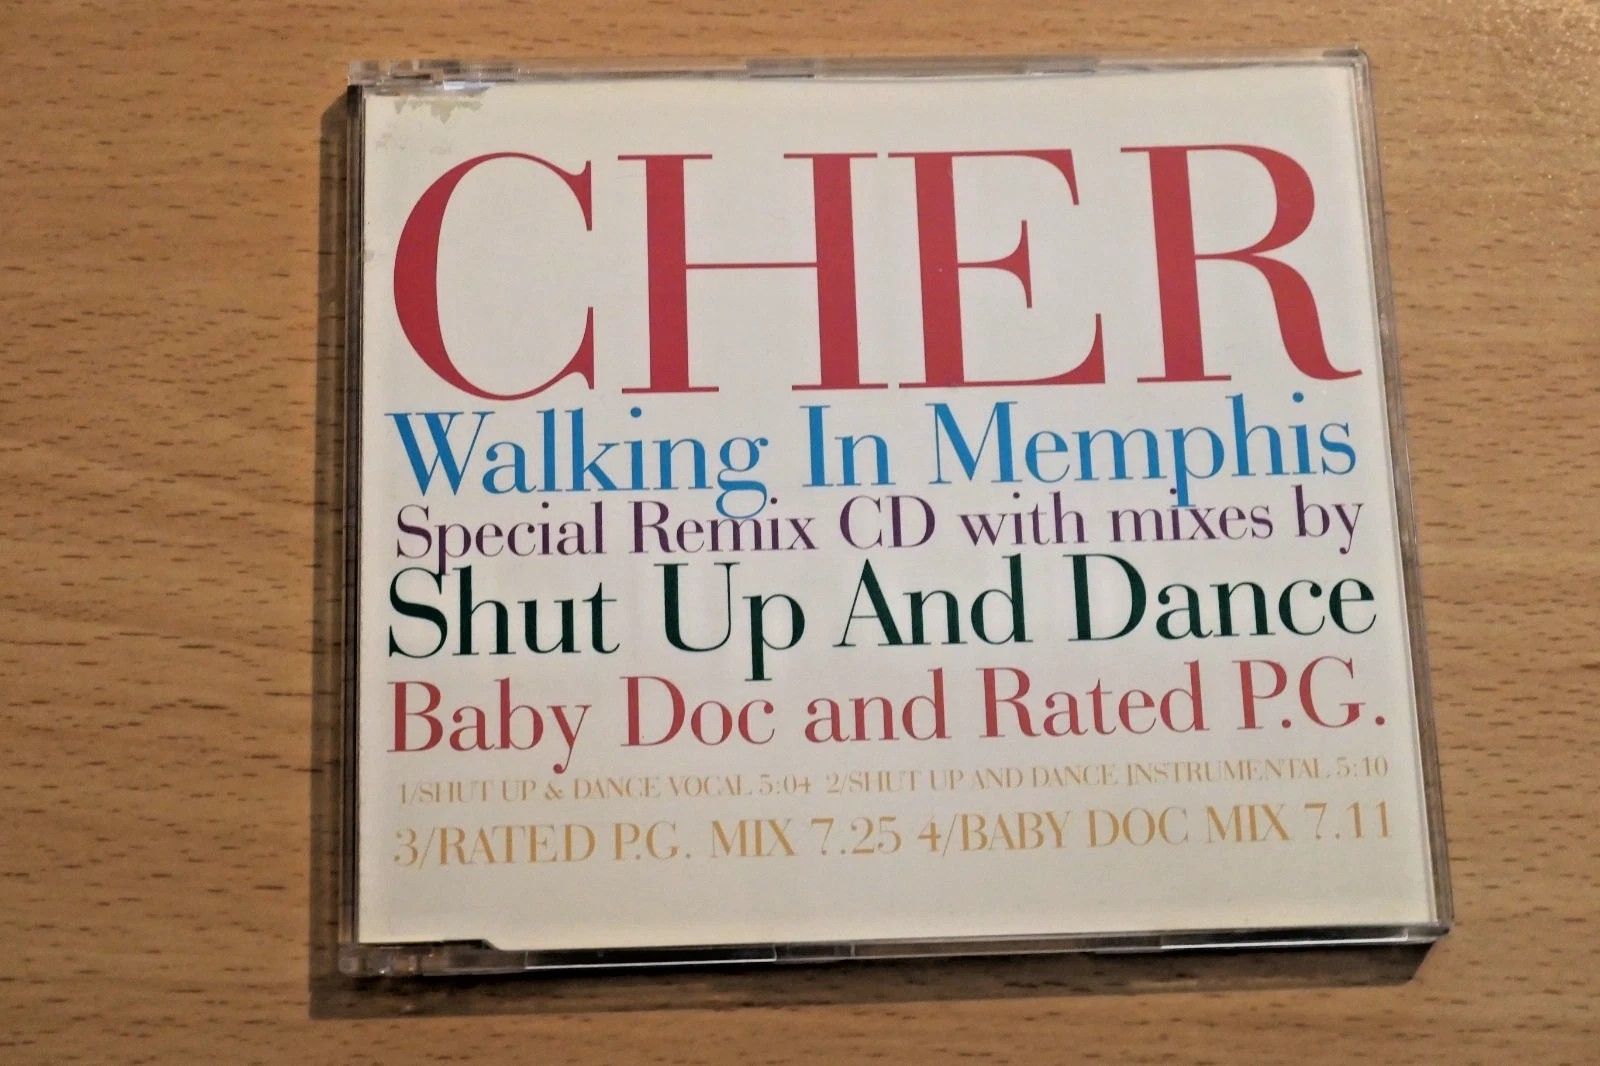 CHER
Walking In Memphis
Special Remix CD with mixes by
Shut Up And Dance
Baby Doc and Rated P.G.
1/SHUT UP & DANCE VOCAL 5:04 2/SHUT UP AND DANCE INSTRUMENTAL 5:10
3/RATED P.G. MIX 7.25 4/BABY DOC MIX 7.11